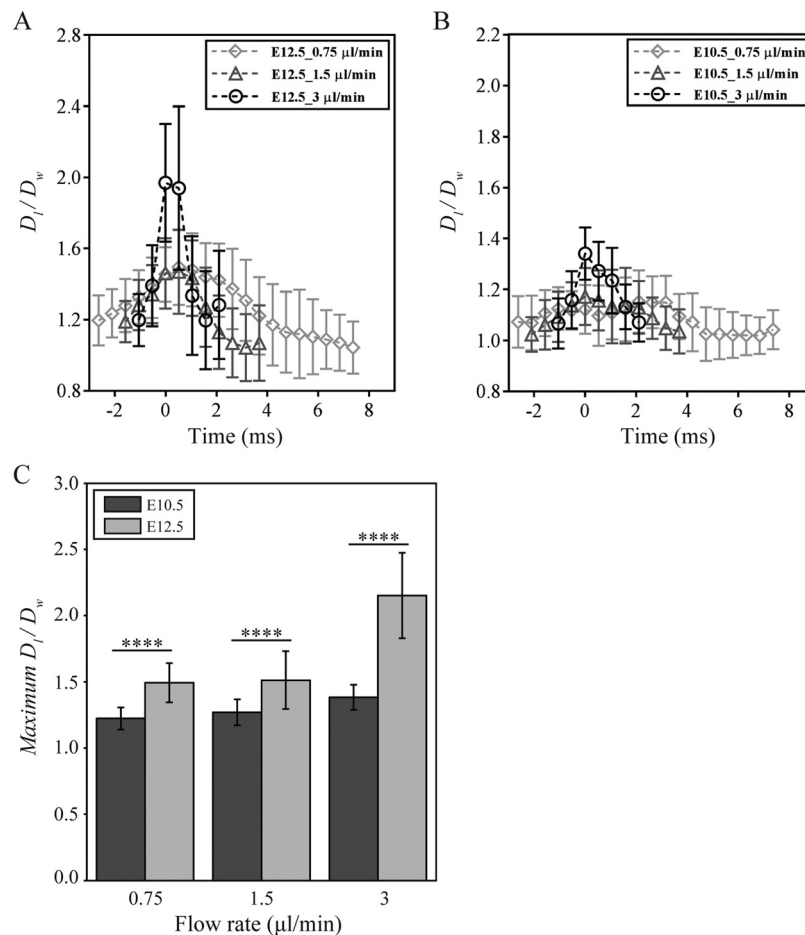 A
2.8
2.4
2.0
1.6
1.2
0.8
D_l / D_w
-2 0 2 4 6 8
Time (ms)
E12.5_0.75 µl/min
E12.5_1.5 µl/min
E12.5_3 µl/min
B
2.2
2.0
1.8
1.6
1.4
1.2
1.0
0.8
-2 0 2 4 6 8
Time (ms)
E10.5_0.75 µl/min
E10.5_1.5 µl/min
E10.5_3 µl/min
C
3.0
2.5
2.0
1.5
1.0
0.5
0.0
Maximum D_l / D_w
E10.5
E12.5
****
****
****
0.75 1.5 3
Flow rate (µl/min)